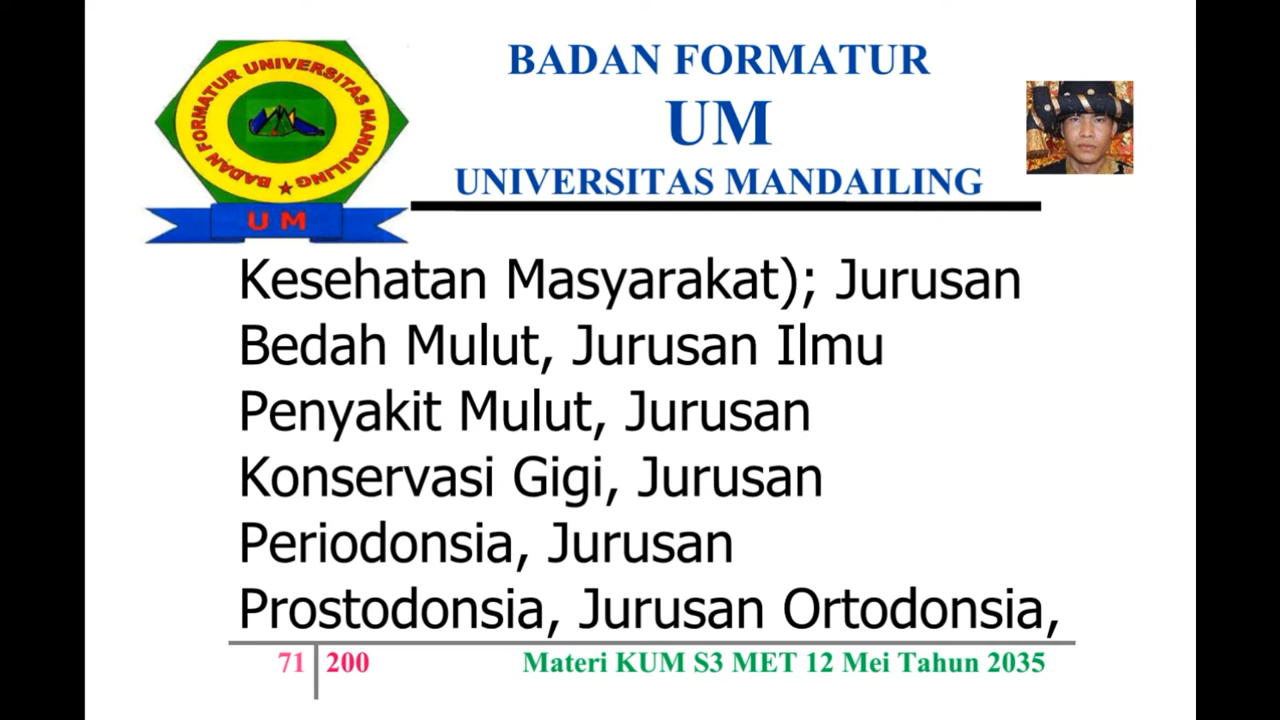 BADAN FORMATUR UNIVERSITAS MANDAILING
U M
BADAN FORMATUR
UM
UNIVERSITAS MANDAILING
Kesehatan Masyarakat); Jurusan
Bedah Mulut, Jurusan Ilmu
Penyakit Mulut, Jurusan
Konservasi Gigi, Jurusan
Periodonsia, Jurusan
Prostodonsia, Jurusan Ortodonsia,
71 200 Materi KUM S3 MET 12 Mei Tahun 2035